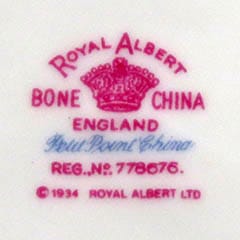 ROYAL ALBERT
BONE CHINA
ENGLAND
Petit Point China
REG., No. 778676.
© 1934 ROYAL ALBERT LTD